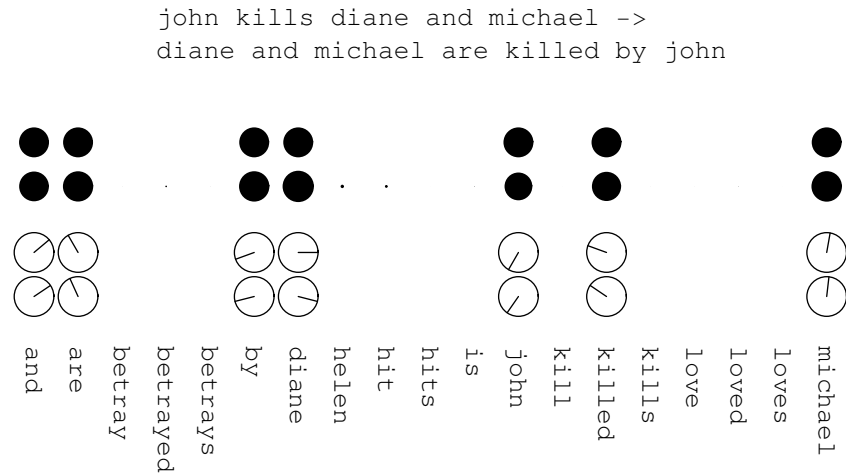 john kills diane and michael ->
diane and michael are killed by john
and
are
betray
betrayed
betrays
by
diane
helen
hit
hits
is
john
kill
killed
kills
love
loved
loves
michael